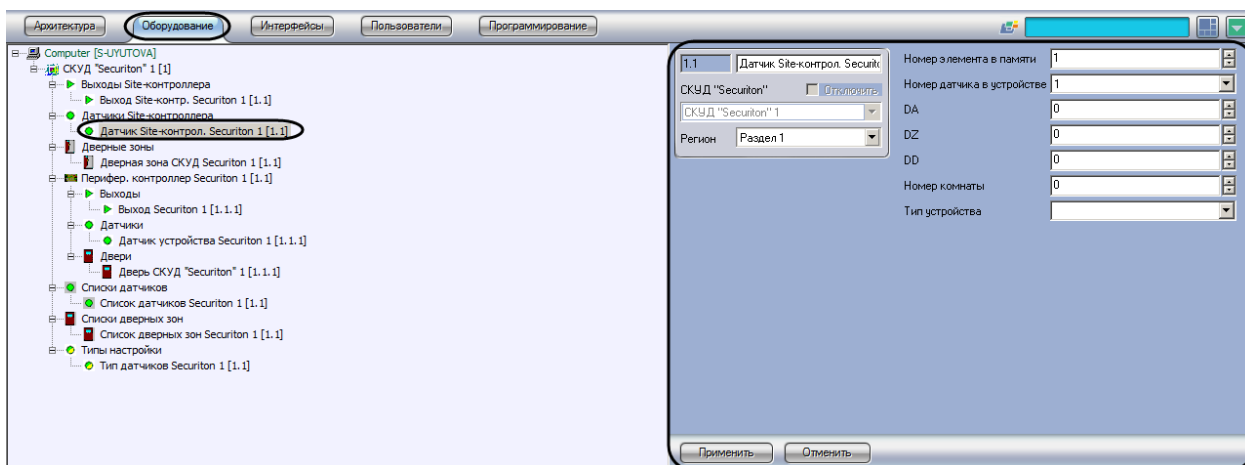 Архитектура Оборудование Интерфейсы Пользователи Программирование
Computer [S-UYUTOVA]
СКУД "Securiton" 1 [1]
Выходы Site-контроллера
Выход Site-контр. Securiton 1 [1.1]
Датчики Site-контроллера
Датчик Site-контрол. Securiton 1 [1.1]
Дверные зоны
Дверная зона СКУД Securiton 1 [1.1]
Перифер. контроллер Securiton 1 [1.1]
Выходы
Выход Securiton 1 [1.1.1]
Датчики
Датчик устройства Securiton 1 [1.1.1]
Двери
Дверь СКУД "Securiton" 1 [1.1.1]
Списки датчиков
Список датчиков Securiton 1 [1.1]
Списки дверных зон
Список дверных зон Securiton 1 [1.1]
Типы настройки
Тип датчиков Securiton 1 [1.1]
1.1 Датчик Site-контрол. Securito
СКУД "Securiton" Отключить
СКУД "Securiton" 1
Регион Раздел 1
Номер элемента в памяти 1
Номер датчика в устройстве 1
DA 0
DZ 0
DD 0
Номер комнаты 0
Тип устройства
Применить Отменить